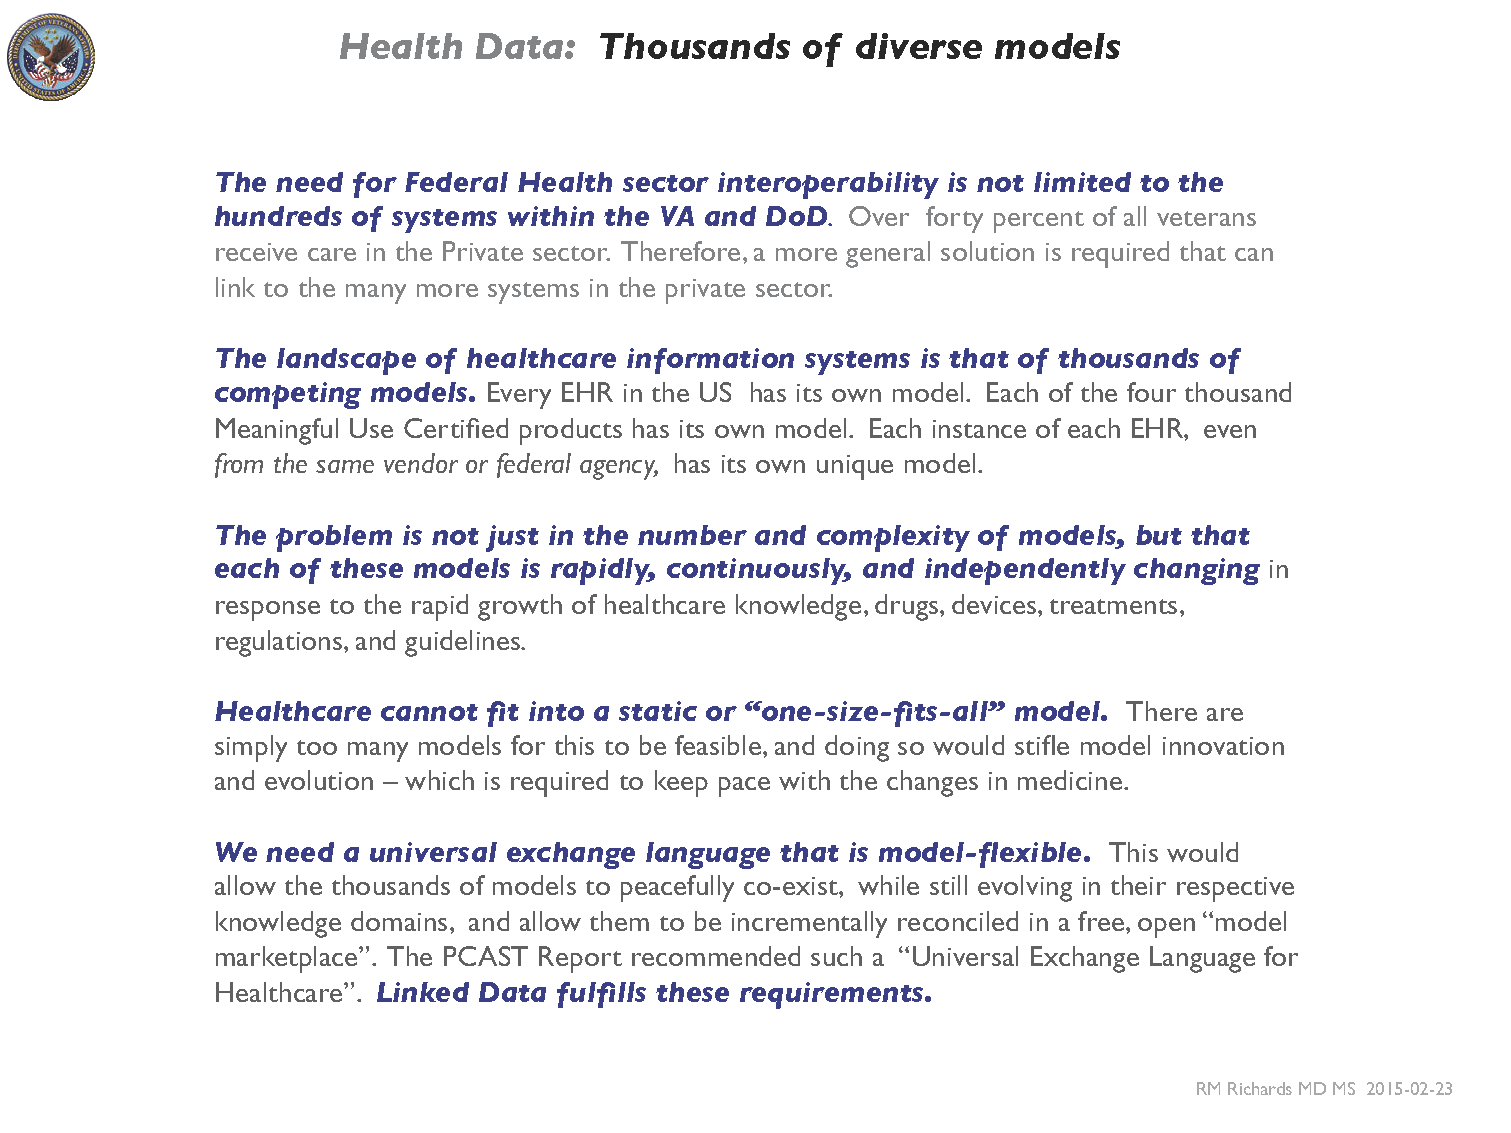 Health Data: Thousands of diverse models
The need for Federal Health sector interoperability is not limited to the
hundreds of systems within the VA and DoD. Over forty percent of all veterans
receive care in the Private sector. Therefore, a more general solution is required that can
link to the many more systems in the private sector.
The landscape of healthcare information systems is that of thousands of
competing models. Every EHR in the US has its own model. Each of the four thousand
Meaningful Use Certified products has its own model. Each instance of each EHR, even
from the same vendor or federal agency, has its own unique model.
The problem is not just in the number and complexity of models, but that
each of these models is rapidly, continuously, and independently changing in
response to the rapid growth of healthcare knowledge, drugs, devices, treatments,
regulations, and guidelines.
Healthcare cannot fit into a static or “one-size-fits-all” model. There are
simply too many models for this to be feasible, and doing so would stifle model innovation
and evolution – which is required to keep pace with the changes in medicine.
We need a universal exchange language that is model-flexible. This would
allow the thousands of models to peacefully co-exist, while still evolving in their respective
knowledge domains, and allow them to be incrementally reconciled in a free, open “model
marketplace”. The PCAST Report recommended such a “Universal Exchange Language for
Healthcare”. Linked Data fulfills these requirements.
RM Richards MD MS 2015-02-23